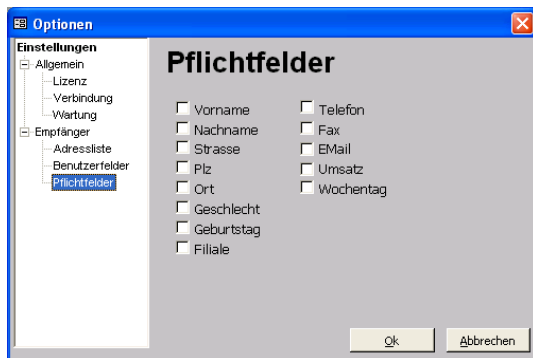 Optionen
Einstellungen
Allgemein
Lizenz
Verbindung
Wartung
Empfänger
Adressliste
Benutzerfelder
Pflichtfelder
Pflichtfelder
Vorname
Nachname
Strasse
Plz
Ort
Geschlecht
Geburtstag
Filiale
Telefon
Fax
EMail
Umsatz
Wochentag
Ok
Abbrechen